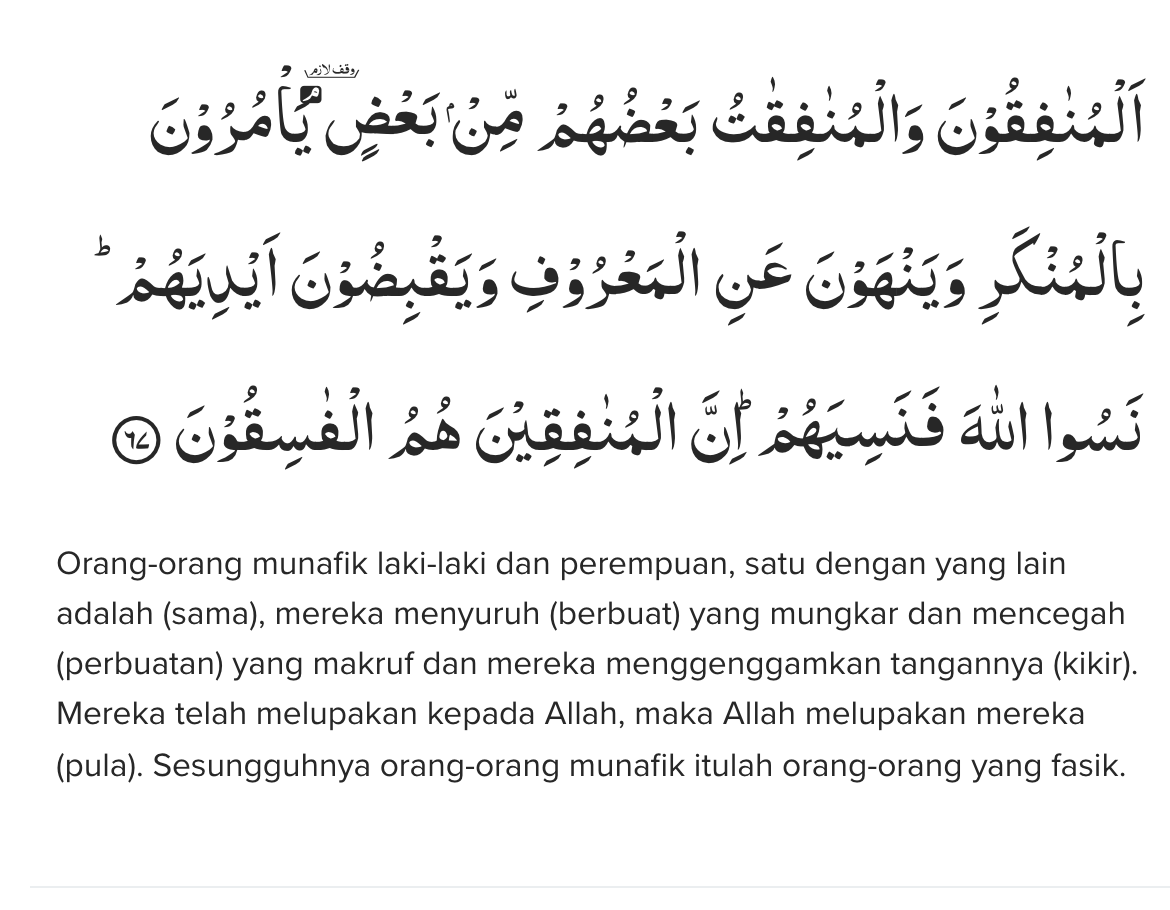 اَلْمُنٰفِقُوْنَ وَالْمُنٰفِقٰتُ بَعْضُهُمْ مِّنْۢ بَعْضٍۘ يَأْمُرُوْنَ
وقف لازم
بِالْمُنْكَرِ وَيَنْهَوْنَ عَنِ الْمَعْرُوْفِ وَيَقْبِضُوْنَ اَيْدِيَهُمْۗ
نَسُوا اللّٰهَ فَنَسِيَهُمْۗ اِنَّ الْمُنٰفِقِيْنَ هُمُ الْفٰسِقُوْنَ ٦٧
Orang-orang munafik laki-laki dan perempuan, satu dengan yang lain
adalah (sama), mereka menyuruh (berbuat) yang mungkar dan mencegah
(perbuatan) yang makruf dan mereka menggenggamkan tangannya (kikir).
Mereka telah melupakan kepada Allah, maka Allah melupakan mereka
(pula). Sesungguhnya orang-orang munafik itulah orang-orang yang fasik.